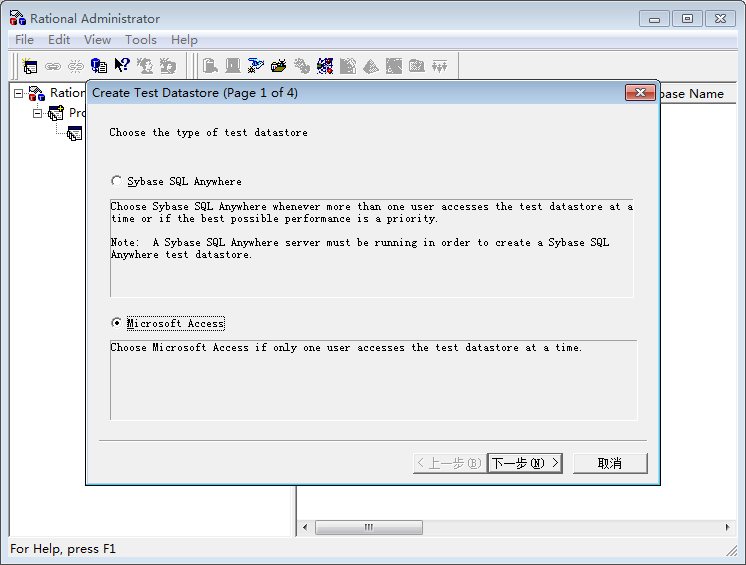 Rational Administrator
File Edit View Tools Help
Ration
base Name
Pro
Create Test Datastore (Page 1 of 4)
Choose the type of test datastore
Sybase SQL Anywhere
Choose Sybase SQL Anywhere whenever more than one user accesses the test datastore at a
time or if the best possible performance is a priority.
Note: A Sybase SQL Anywhere server must be running in order to create a Sybase SQL
Anywhere test datastore.
Microsoft Access
Choose Microsoft Access if only one user accesses the test datastore at a time.
< 上一步(B) 下一步(N) > 取消
For Help, press F1